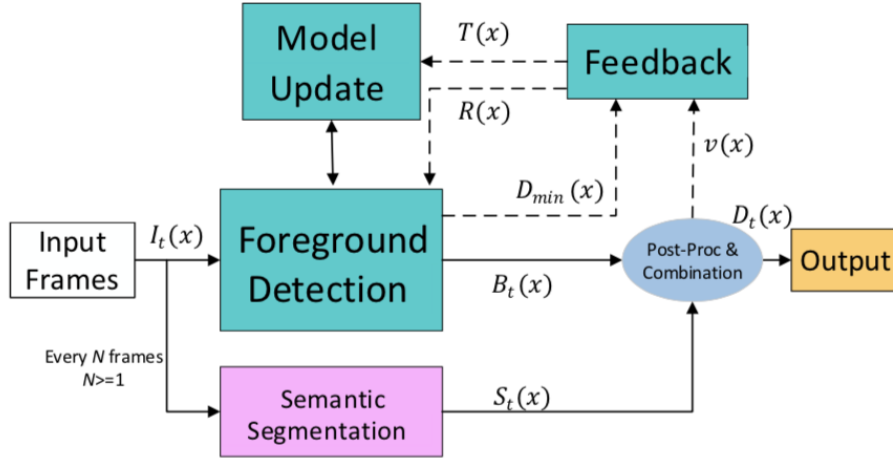 Model
Update
T(x)
R(x)
Feedback
v(x)
D_min(x)
D_t(x)
Input
Frames
I_t(x)
Foreground
Detection
B_t(x)
Post-Proc &
Combination
Output
Every N frames
N>=1
Semantic
Segmentation
S_t(x)